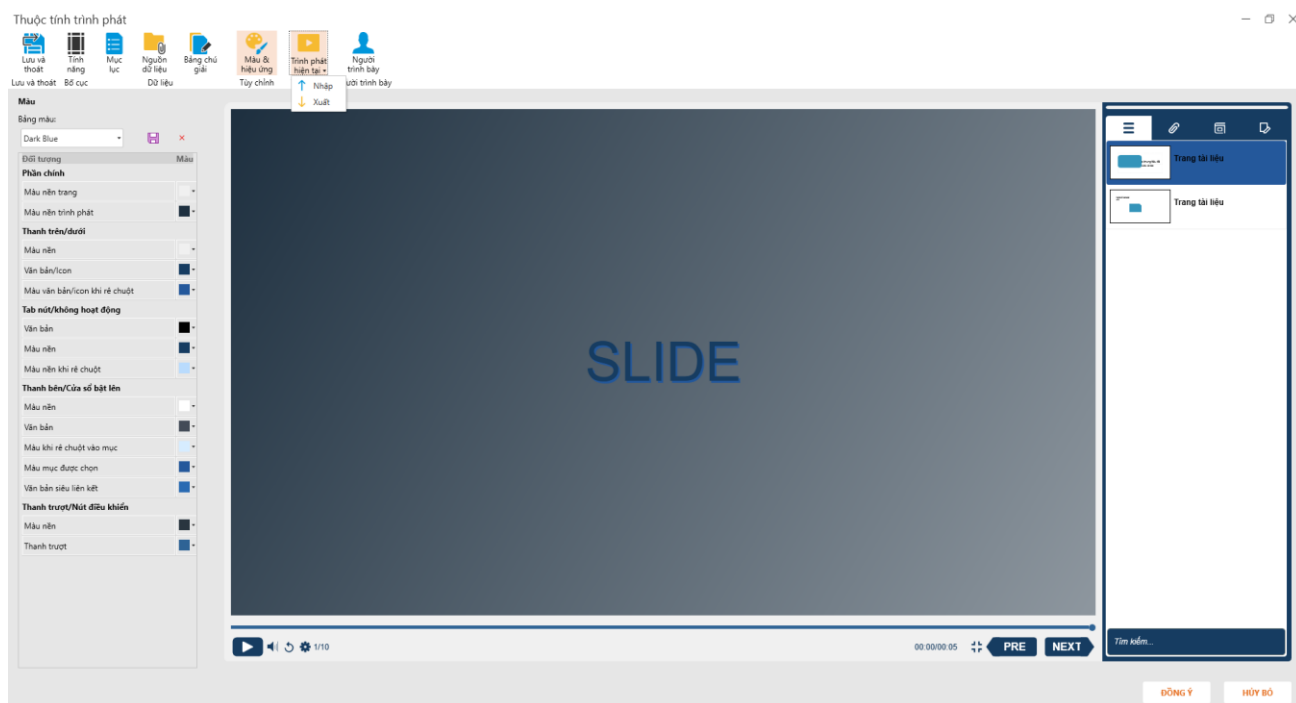 Thuộc tính trình phát
Lưu và thoát
Tính năng
Mục lục
Nguồn dữ liệu
Bảng chú giải
Màu & hiệu ứng
Trình phát hiện tại
Người trình bày
Lưu và thoát
Bố cục
Dữ liệu
Tùy chỉnh
ười trình bày
Nhập
Xuất
Màu
Bảng màu:
Dark Blue
Đối tượng Màu
Phần chính
Màu nền trang
Màu nền trình phát
Thanh trên/dưới
Màu nền
Văn bản/Icon
Màu văn bản/icon khi rê chuột
Tab nút/không hoạt động
Văn bản
Màu nền
Màu nền khi rê chuột
Thanh bên/Cửa sổ bật lên
Màu nền
Văn bản
Màu khi rê chuột vào mục
Màu mục được chọn
Văn bản siêu liên kết
Thanh trượt/Nút điều khiển
Màu nền
Thanh trượt
SLIDE
1/10
00:00/00:05
PRE
NEXT
Trang tài liệu
Trang tài liệu
Tìm kiếm...
ĐỒNG Ý
HỦY BỎ